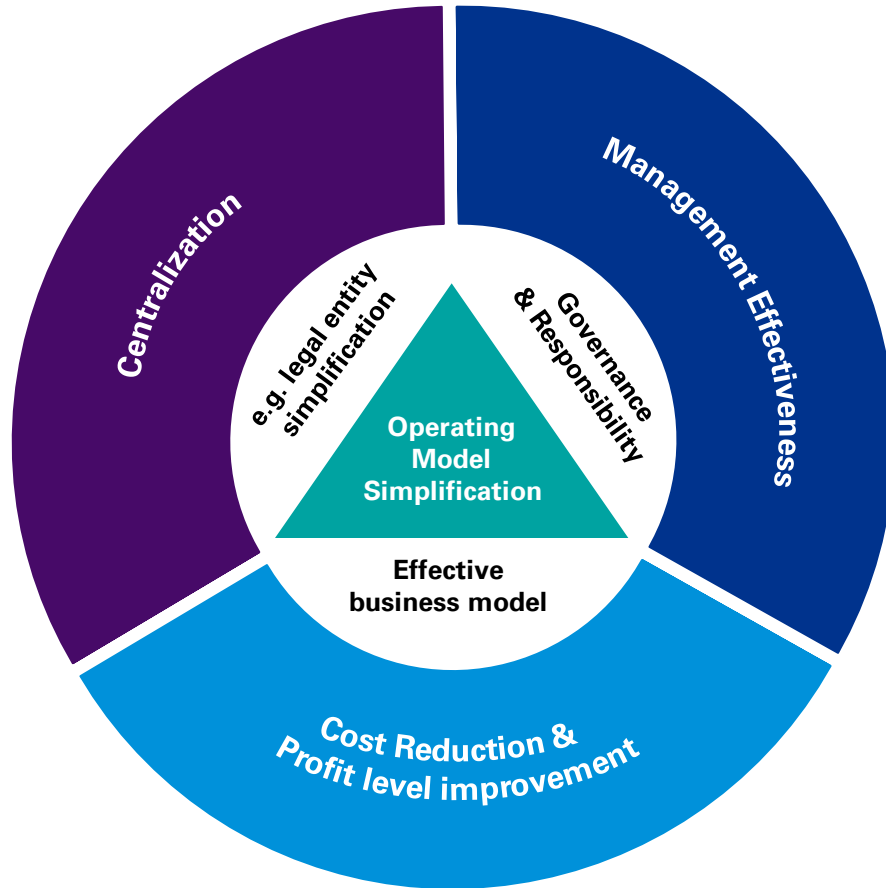 Centralization
Management Effectiveness
e.g. legal entity
simplification
Governance
& Responsibility
Operating
Model
Simplification
Effective
business model
Cost Reduction &
Profit level improvement